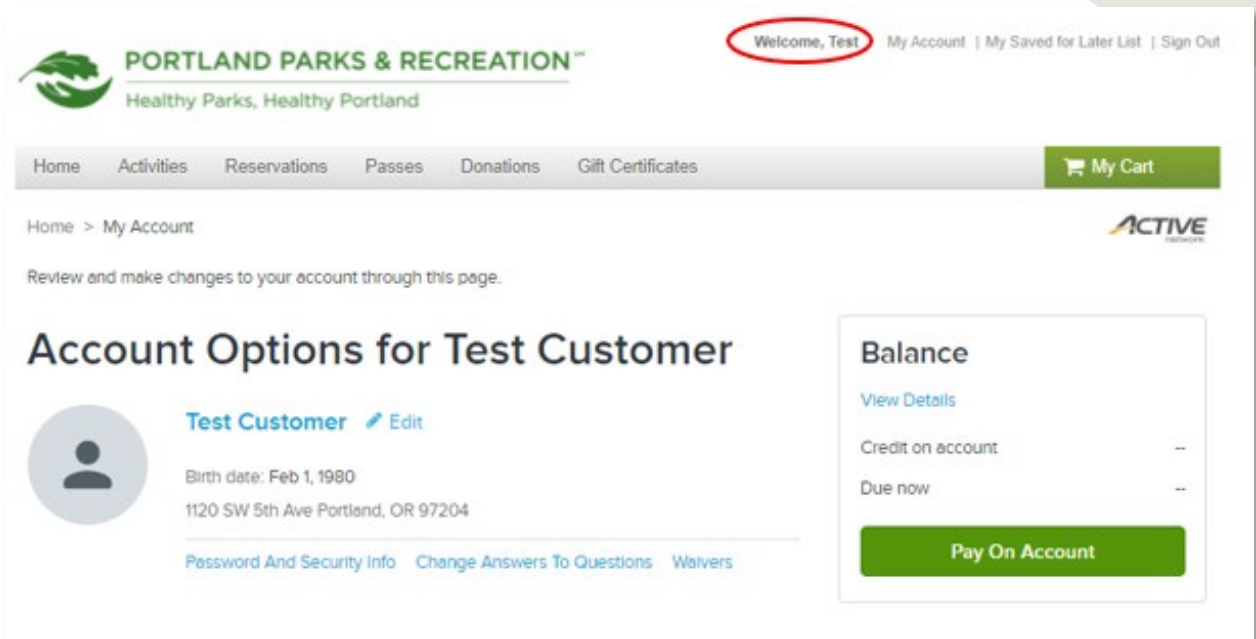 Welcome, Test My Account | My Saved for Later List | Sign Out
PORTLAND PARKS & RECREATION℠
Healthy Parks, Healthy Portland
Home Activities Reservations Passes Donations Gift Certificates My Cart
Home > My Account
ACTIVE
network
Review and make changes to your account through this page.
Account Options for Test Customer
Test Customer Edit
Birth date: Feb 1, 1980
1120 SW 5th Ave Portland, OR 97204
Password And Security Info Change Answers To Questions Waivers
Balance
View Details
Credit on account --
Due now --
Pay On Account